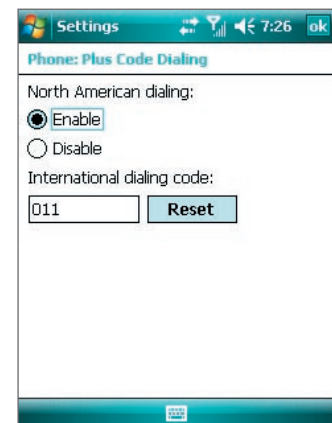 Settings 7:26 ok
Phone: Plus Code Dialing
North American dialing:
Enable
Disable
International dialing code:
011 Reset